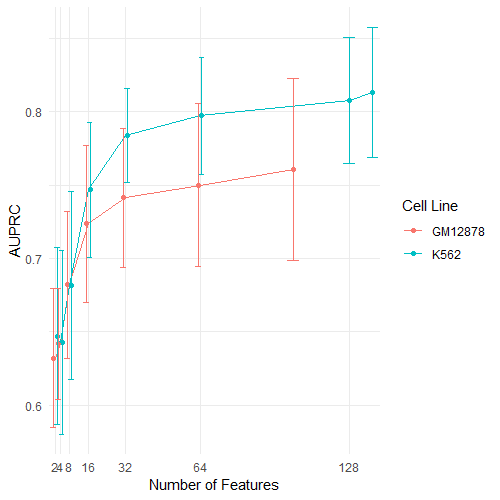 AUPRC
0.8
0.7
0.6
2 4 8 16 32 64 128
Number of Features
Cell Line
GM12878
K562